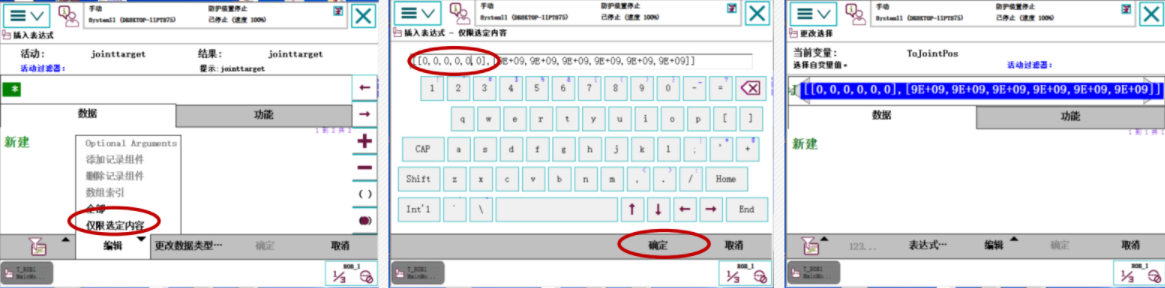 手动
System11 (DESKTOP-11PT875)
防护装置停止
已停止 (速度 100%)
插入表达式
活动：
jointtarget
结果：
jointtarget
活动过滤器：
提示:jointtarget
*
数据
功能
新建
Optional Arguments
添加记录组件
删除记录组件
数组索引
全部
仅限选定内容
( )
编辑
更改数据类型…
确定
取消
T_ROB1
ROB_1
1/3
手动
System11 (DESKTOP-11PT875)
防护装置停止
已停止 (速度 100%)
插入表达式 - 仅限选定内容
[[0,0,0,0,0,0],[9E+09,9E+09,9E+09,9E+09,9E+09,9E+09]]
1 2 3 4 5 6 7 8 9 0 - =
q w e r t y u i o p [ ]
CAP a s d f g h j k l ; ' +
Shift z x c v b n m , . / Home
Int'l ` \ ↑ ↓ ← → End
确定
取消
T_ROB1
ROB_1
1/3
手动
System11 (DESKTOP-11PT875)
防护装置停止
已停止 (速度 100%)
更改选择
当前变量：
ToJointPos
选择自变量值。
活动过滤器：
[[0,0,0,0,0,0],[9E+09,9E+09,9E+09,9E+09,9E+09,9E+09]]
数据
功能
新建
123...
表达式…
编辑
确定
取消
T_ROB1
ROB_1
1/3